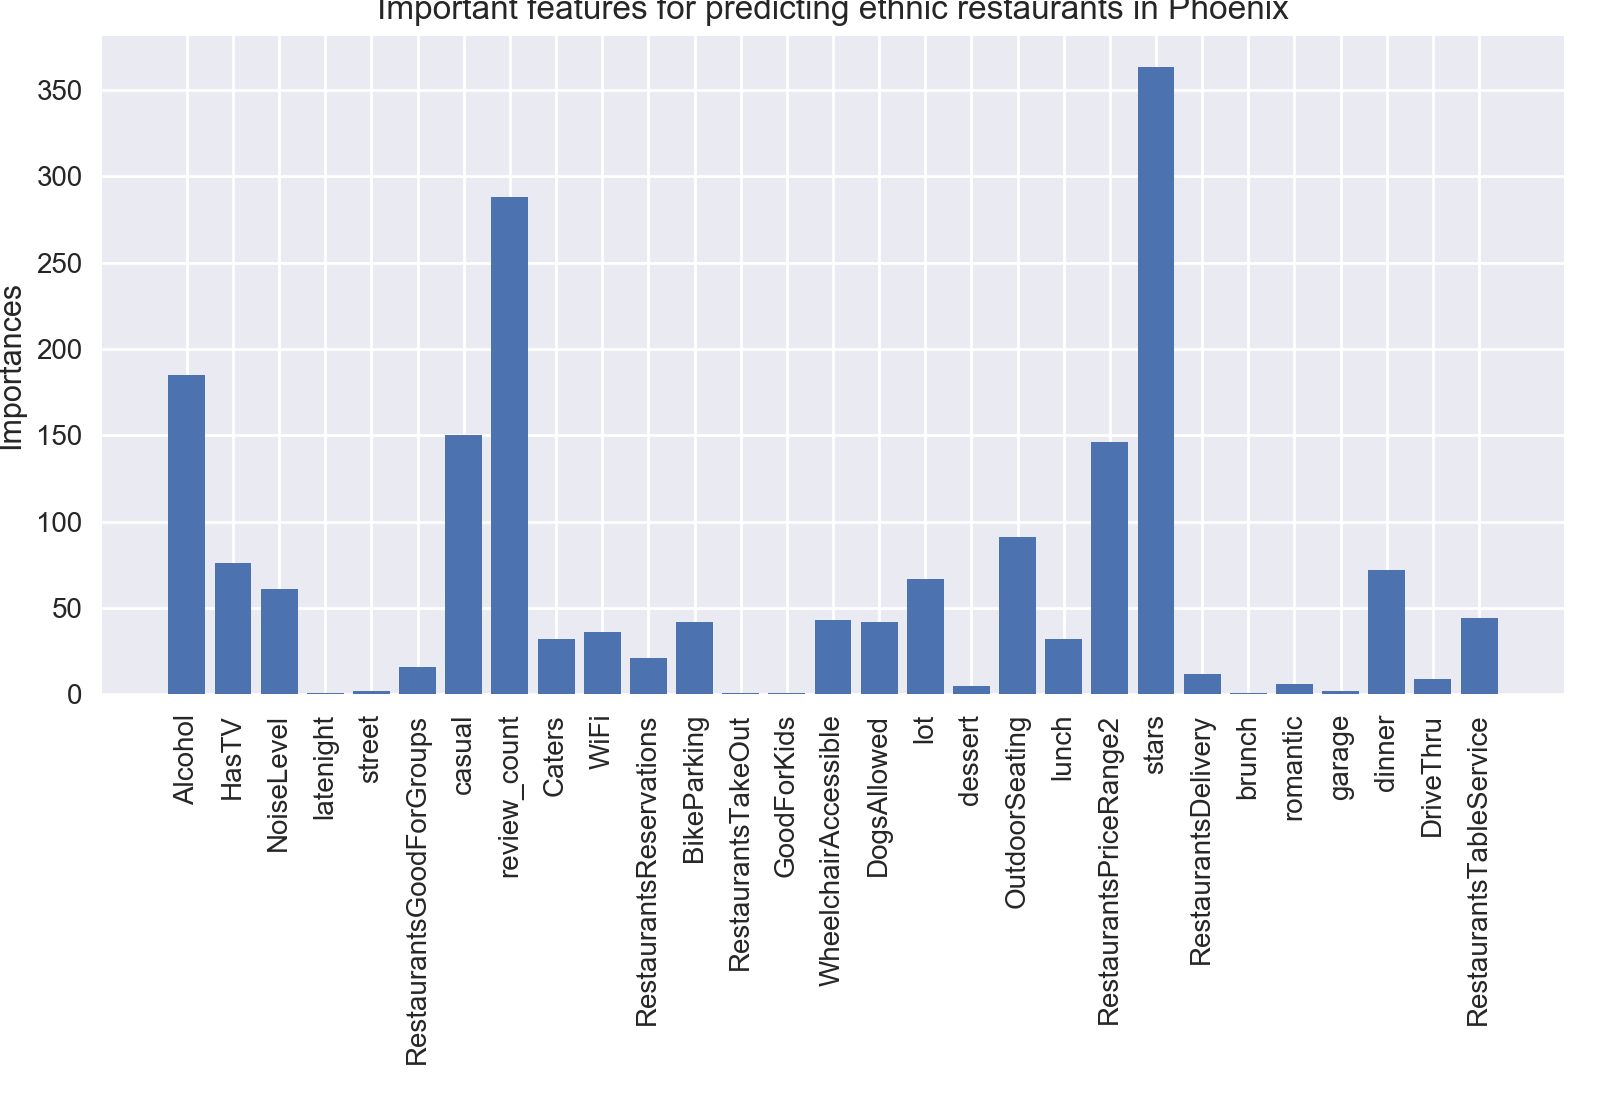 Important features for predicting ethnic restaurants in Phoenix
Importances
350
300
250
200
150
100
50
0
Alcohol
HasTV
NoiseLevel
latenight
street
RestaurantsGoodForGroups
casual
review_count
Caters
WiFi
RestaurantsReservations
BikeParking
RestaurantsTakeOut
GoodForKids
WheelchairAccessible
DogsAllowed
lot
dessert
OutdoorSeating
lunch
RestaurantsPriceRange2
stars
RestaurantsDelivery
brunch
romantic
garage
dinner
DriveThru
RestaurantsTableService